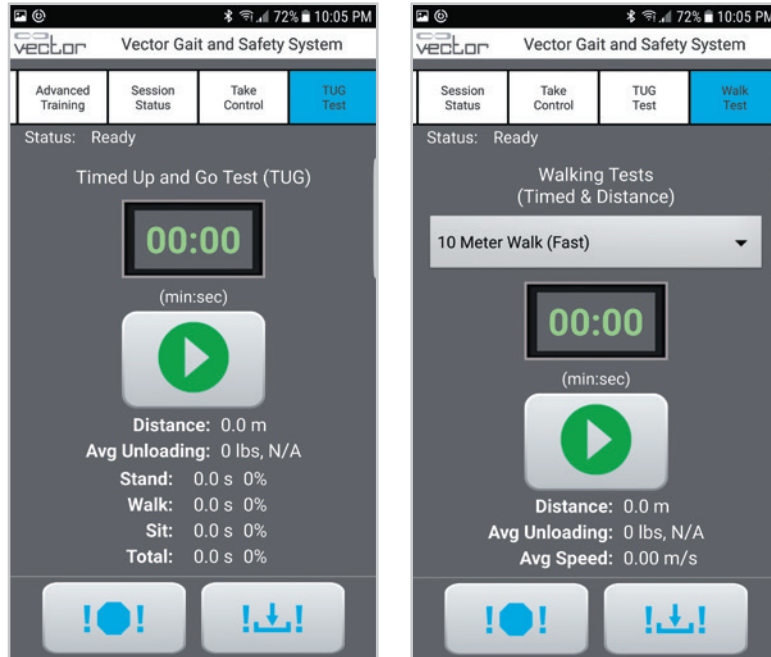 72% 10:05 PM
vector Vector Gait and Safety System
Advanced Training
Session Status
Take Control
TUG Test
Status: Ready
Timed Up and Go Test (TUG)
00:00
(min:sec)
Distance: 0.0 m
Avg Unloading: 0 lbs, N/A
Stand: 0.0 s 0%
Walk: 0.0 s 0%
Sit: 0.0 s 0%
Total: 0.0 s 0%
! !
! !
72% 10:05 PM
vector Vector Gait and Safety System
Session Status
Take Control
TUG Test
Walk Test
Status: Ready
Walking Tests
(Timed & Distance)
10 Meter Walk (Fast)
00:00
(min:sec)
Distance: 0.0 m
Avg Unloading: 0 lbs, N/A
Avg Speed: 0.00 m/s
! !
! !